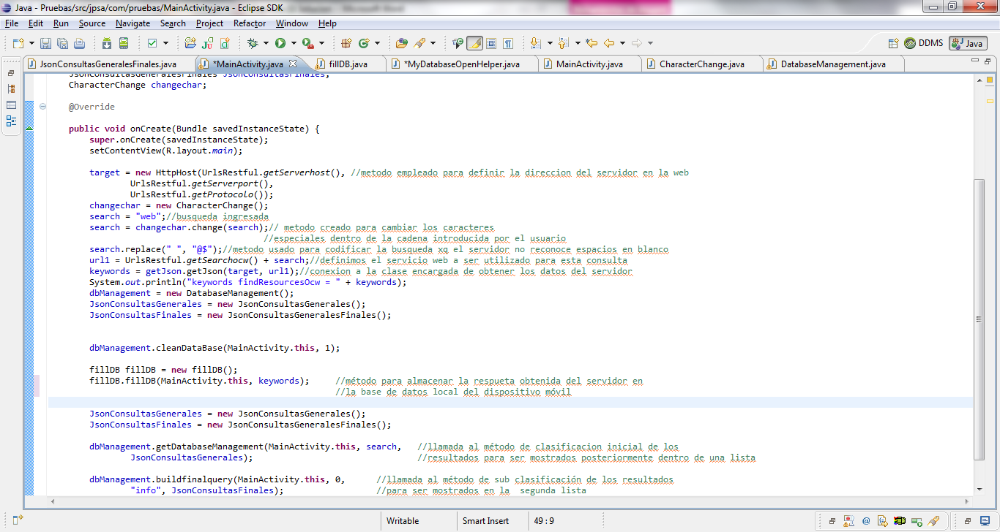 Java - Pruebas/src/jpsa/com/pruebas/MainActivity.java - Eclipse SDK
File Edit Run Source Navigate Search Project Refactor Window Help
DDMS Java
JsonConsultasGeneralesFinales.java *MainActivity.java fillDB.java *MyDatabaseOpenHelper.java MainActivity.java CharacterChange.java DatabaseManagement.java
JsonConsultasGeneralesFinales JsonConsultasFinales;
CharacterChange changechar;
@Override
public void onCreate(Bundle savedInstanceState) {
super.onCreate(savedInstanceState);
setContentView(R.layout.main);
target = new HttpHost(UrlsRestful.getServerhost(), //metodo empleado para definir la direccion del servidor en la web
UrlsRestful.getServerport(),
UrlsRestful.getProtocolo());
changechar = new CharacterChange();
search = "web";//busqueda ingresada
search = changechar.change(search);// metodo creado para cambiar los caracteres
//especiales dentro de la cadena introducida por el usuario
search.replace(" ", "@$");//metodo usado para codificar la busqueda xq el servidor no reconoce espacios en blanco
url1 = UrlsRestful.getSearchocw() + search;//definimos el servicio web a ser utilizado para esta consulta
keywords = getJson.getJson(target, url1);//conexion a la clase encargada de obtener los datos del servidor
System.out.println("keywords findResourcesOcw = " + keywords);
dbManagement = new DatabaseManagement();
JsonConsultasGenerales = new JsonConsultasGenerales();
JsonConsultasFinales = new JsonConsultasGeneralesFinales();
dbManagement.cleanDataBase(MainActivity.this, 1);
fillDB fillDB = new fillDB();
fillDB.fillDB(MainActivity.this, keywords); //método para almacenar la respueta obtenida del servidor en
//la base de datos local del dispositivo móvil
JsonConsultasGenerales = new JsonConsultasGenerales();
JsonConsultasFinales = new JsonConsultasGeneralesFinales();
dbManagement.getDatabaseManagement(MainActivity.this, search, //llamada al método de clasificacion inicial de los
JsonConsultasGenerales); //resultados para ser mostrados posteriormente dentro de una lista
dbManagement.buildfinalquery(MainActivity.this, 0, //llamada al método de sub clasificación de los resultados
"info", JsonConsultasFinales); //para ser mostrados en la segunda lista
Writable Smart Insert 49 : 9